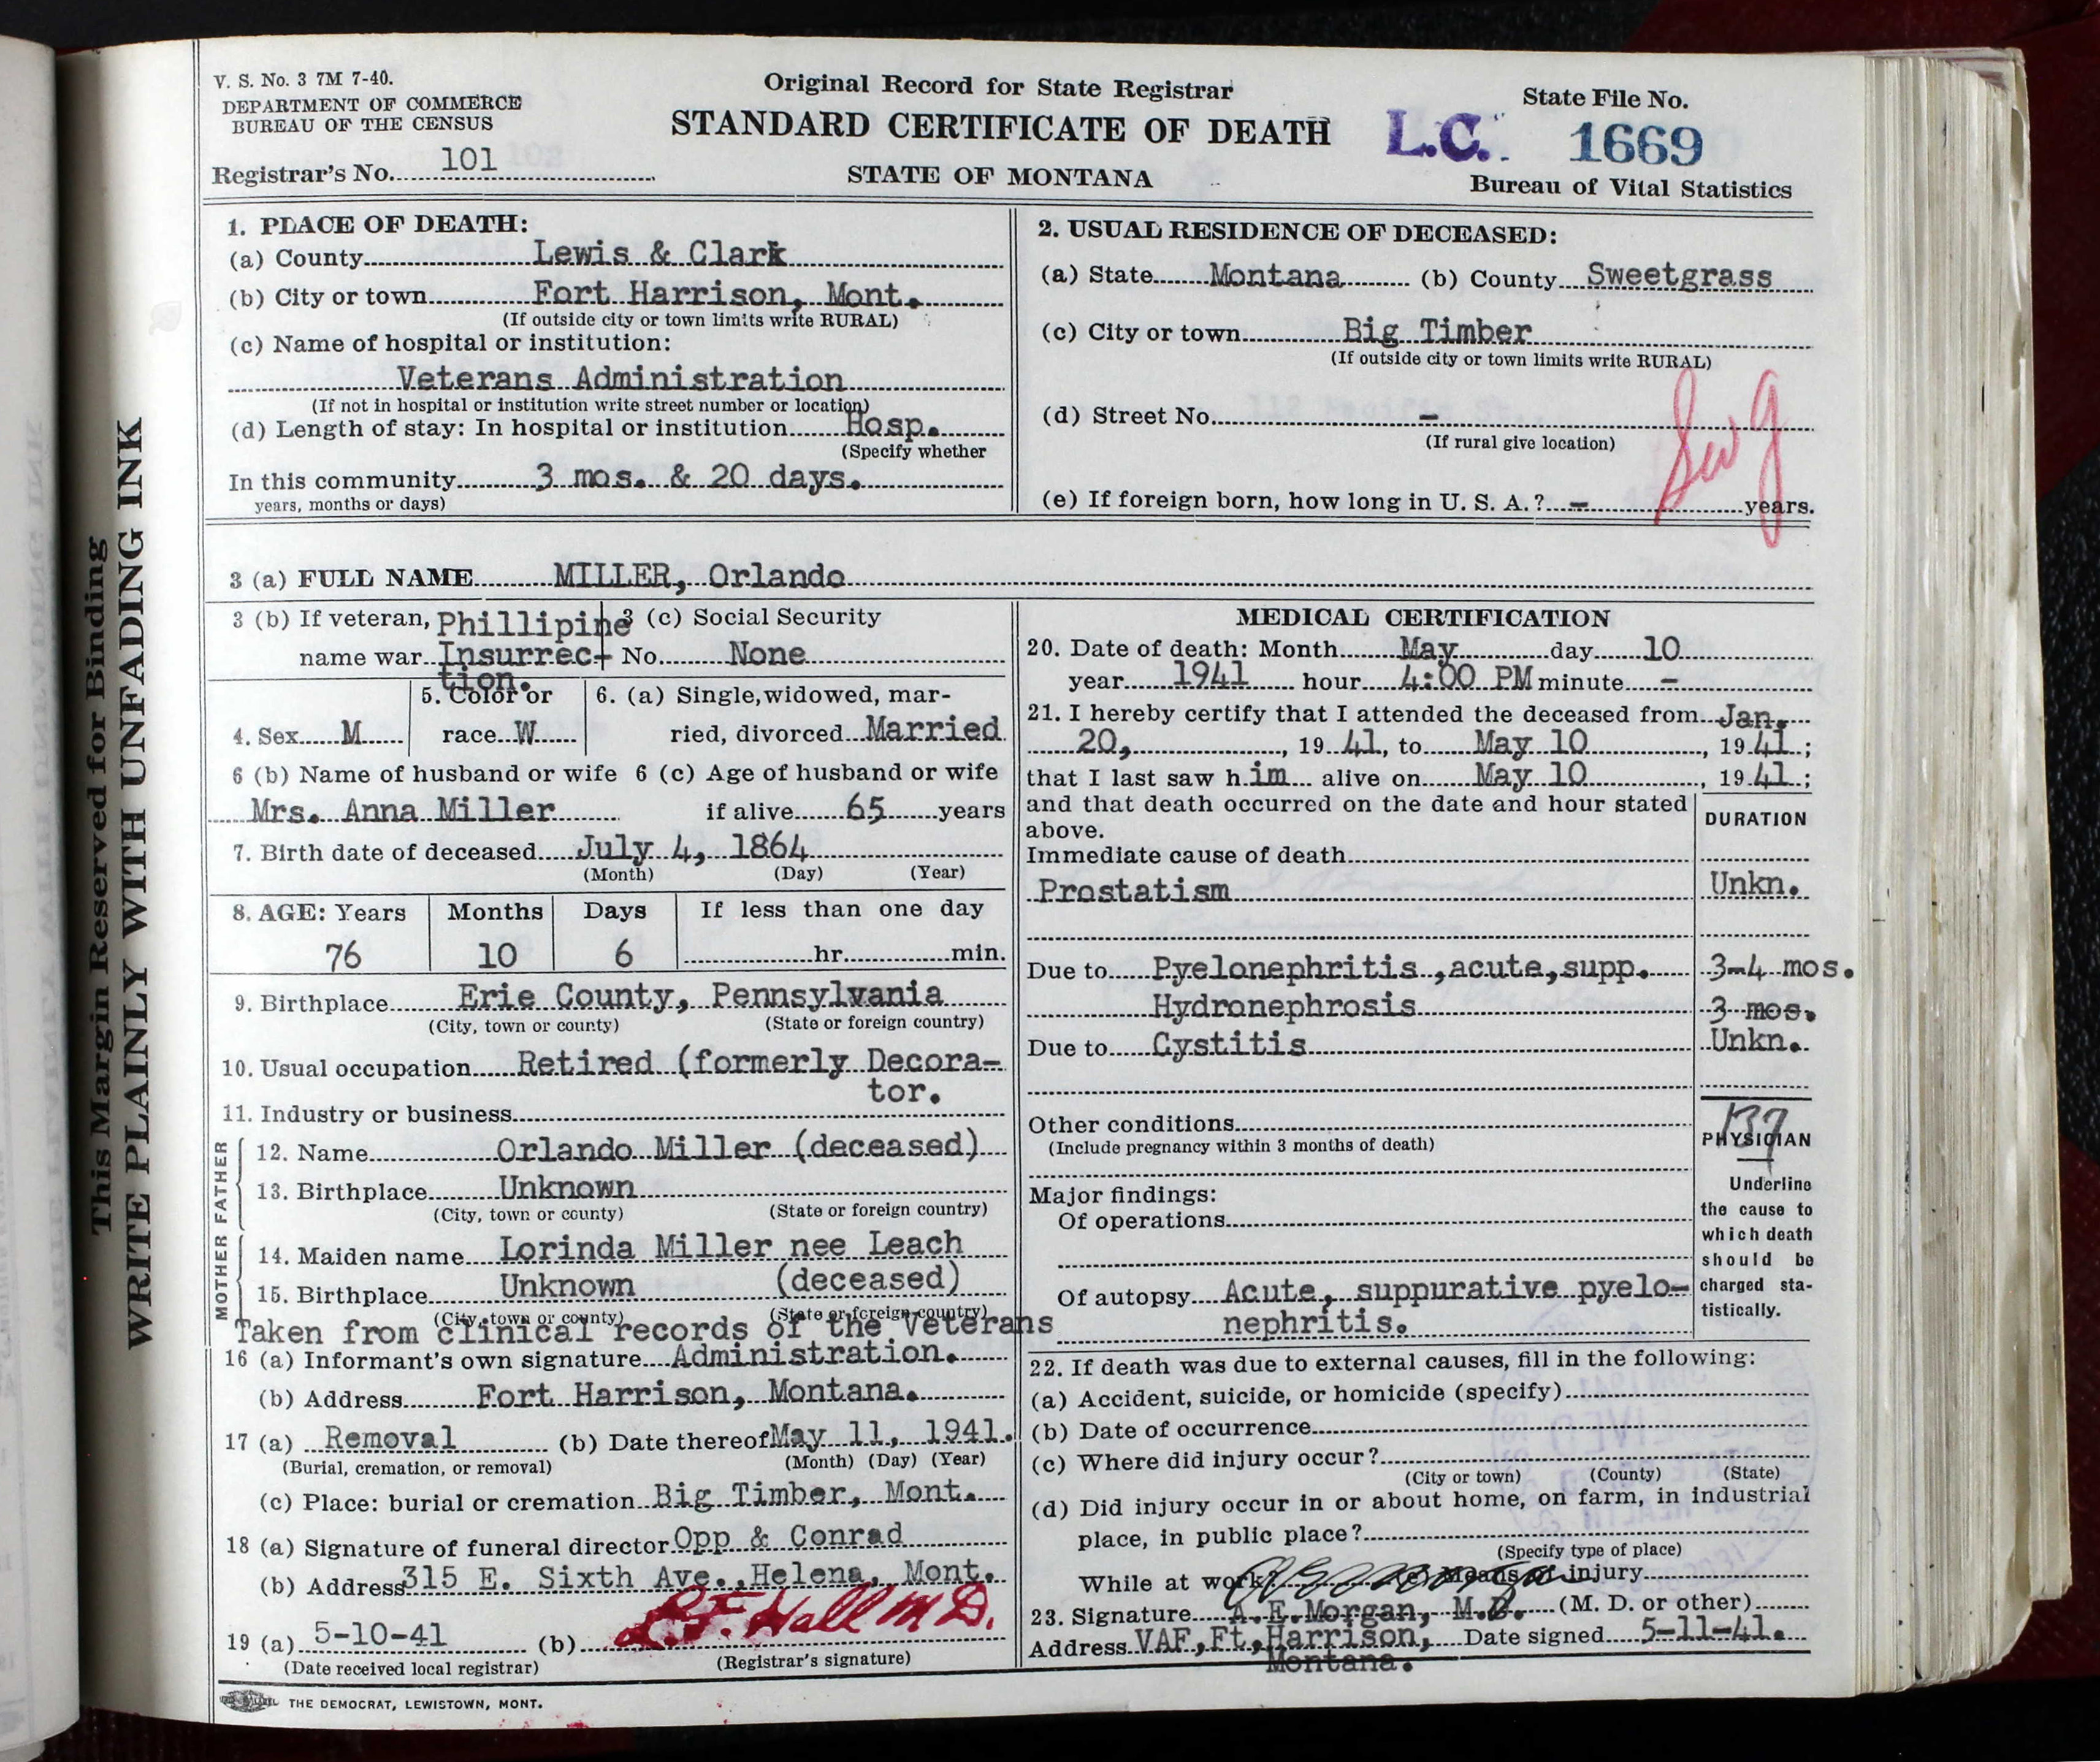 V. S. No. 3 7M 7-40.
DEPARTMENT OF COMMERCE
BUREAU OF THE CENSUS
Registrar's No. 101
Original Record for State Registrar
STANDARD CERTIFICATE OF DEATH
STATE OF MONTANA
L.C.
State File No.
1669
Bureau of Vital Statistics
This Margin Reserved for Binding
WRITE PLAINLY WITH UNFADING INK
1. PLACE OF DEATH:
(a) County Lewis & Clark
(b) City or town Fort Harrison, Mont.
(If outside city or town limits write RURAL)
(c) Name of hospital or institution:
Veterans Administration
(If not in hospital or institution write street number or location)
(d) Length of stay: In hospital or institution Hosp.
(Specify whether
In this community 3 mos. & 20 days.
years, months or days)
2. USUAL RESIDENCE OF DECEASED:
(a) State Montana (b) County Sweetgrass
(c) City or town Big Timber
(If outside city or town limits write RURAL)
(d) Street No. -
(If rural give location)
Sw g
(e) If foreign born, how long in U. S. A.? - years.
3 (a) FULL NAME MILLER, Orlando
3 (b) If veteran, Phillipine 3 (c) Social Security
name war Insurrec- No. None
tion.
4. Sex M
5. Color or
race W
6. (a) Single, widowed, mar-
ried, divorced Married
6 (b) Name of husband or wife 6 (c) Age of husband or wife
Mrs. Anna Miller if alive 65 years
7. Birth date of deceased July 4, 1864
(Month) (Day) (Year)
8. AGE: Years Months Days If less than one day
76 10 6 hr. min.
9. Birthplace Erie County, Pennsylvania
(City, town or county) (State or foreign country)
10. Usual occupation Retired (formerly Decora-
tor.
11. Industry or business
FATHER
12. Name Orlando Miller (deceased)
13. Birthplace Unknown
(City, town or county) (State or foreign country)
MOTHER
14. Maiden name Lorinda Miller nee Leach
15. Birthplace Unknown (deceased)
(City, town or county) (State or foreign country)
Taken from clinical records of the Veterans
16 (a) Informant's own signature Administration.
(b) Address Fort Harrison, Montana.
17 (a) Removal (b) Date thereof May 11, 1941.
(Burial, cremation, or removal) (Month) (Day) (Year)
(c) Place: burial or cremation Big Timber, Mont.
18 (a) Signature of funeral director Opp & Conrad
(b) Address 315 E. Sixth Ave., Helena, Mont.
19 (a) 5-10-41 (b) L.F. Hall M D.
(Date received local registrar) (Registrar's signature)
MEDICAL CERTIFICATION
20. Date of death: Month May day 10
year 1941 hour 4:00 PM minute -
21. I hereby certify that I attended the deceased from Jan.
20, , 19 41, to May 10 , 19 41 ;
that I last saw h im alive on May 10 , 19 41 ;
and that death occurred on the date and hour stated
above.
DURATION
Immediate cause of death
Prostatism Unkn.
Due to Pyelonephritis ,acute,supp. 3-4 mos.
Hydronephrosis 3 mos.
Due to Cystitis Unkn.
Other conditions
(Include pregnancy within 3 months of death)
137
PHYSICIAN
Underline
the cause to
which death
should be
charged sta-
tistically.
Major findings:
Of operations
Of autopsy Acute, suppurative pyelo-
nephritis.
22. If death was due to external causes, fill in the following:
(a) Accident, suicide, or homicide (specify)
(b) Date of occurrence
(c) Where did injury occur?
(City or town) (County) (State)
(d) Did injury occur in or about home, on farm, in industrial
place, in public place?
(Specify type of place)
While at work? (e) Means of injury
23. Signature A. E. Morgan, M.D. (M. D. or other)
Address VAF, Ft. Harrison, Date signed 5-11-41.
Montana.
THE DEMOCRAT, LEWISTOWN, MONT.